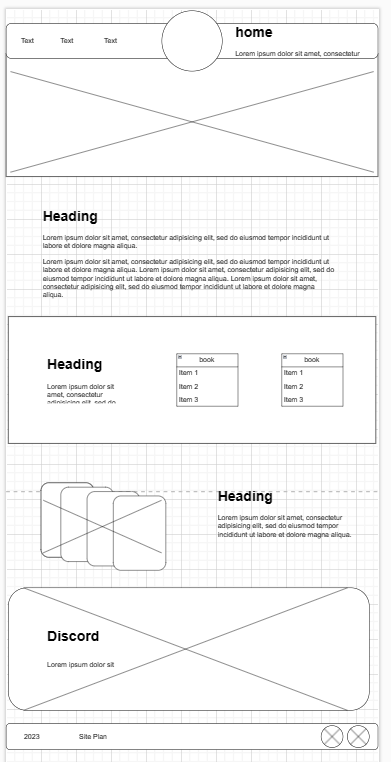 Text Text Text
home
Lorem ipsum dolor sit amet, consectetur
Heading
Lorem ipsum dolor sit amet, consectetur adipisicing elit, sed do eiusmod tempor incididunt ut
labore et dolore magna aliqua.
Lorem ipsum dolor sit amet, consectetur adipisicing elit, sed do eiusmod tempor incididunt ut
labore et dolore magna aliqua. Lorem ipsum dolor sit amet, consectetur adipisicing elit, sed do
eiusmod tempor incididunt ut labore et dolore magna aliqua. Lorem ipsum dolor sit amet,
consectetur adipisicing elit, sed do eiusmod tempor incididunt ut labore et dolore magna
aliqua.
Heading
Lorem ipsum dolor sit
amet, consectetur
adipisicing elit, sed do
book
Item 1
Item 2
Item 3
book
Item 1
Item 2
Item 3
Heading
Lorem ipsum dolor sit amet, consectetur
adipisicing elit, sed do eiusmod tempor
incididunt ut labore et dolore magna aliqua.
Discord
Lorem ipsum dolor sit
2023 Site Plan